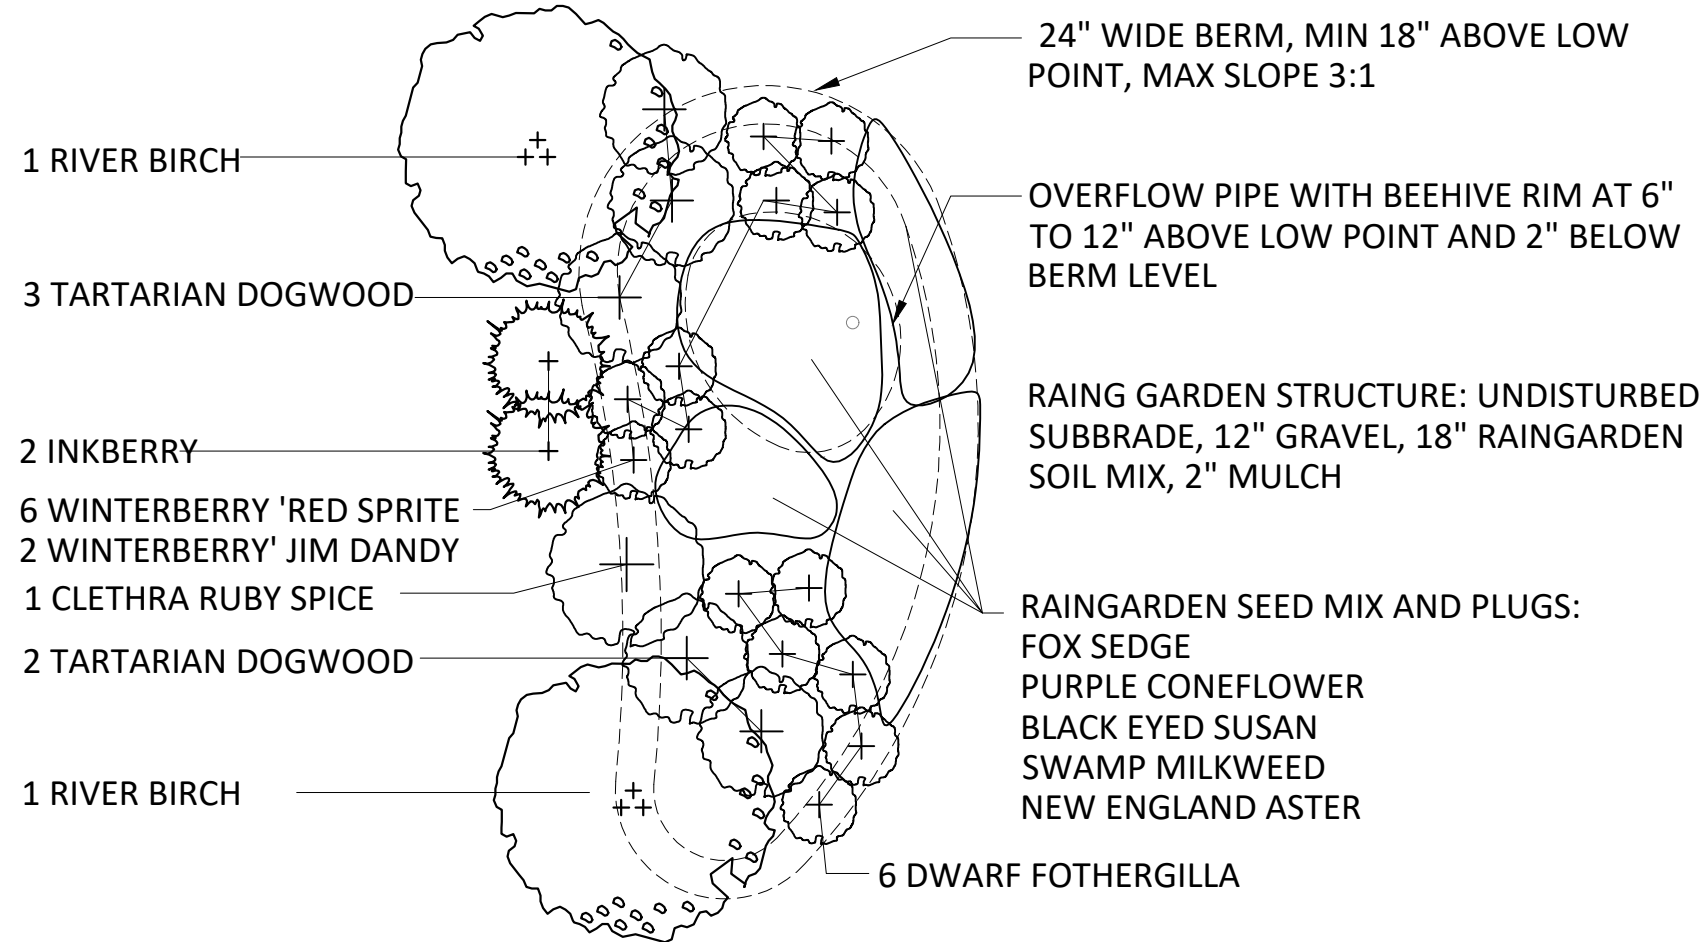 24" WIDE BERM, MIN 18" ABOVE LOW
POINT, MAX SLOPE 3:1
1 RIVER BIRCH
OVERFLOW PIPE WITH BEEHIVE RIM AT 6"
TO 12" ABOVE LOW POINT AND 2" BELOW
BERM LEVEL
3 TARTARIAN DOGWOOD
RAING GARDEN STRUCTURE: UNDISTURBED
SUBBRADE, 12" GRAVEL, 18" RAINGARDEN
SOIL MIX, 2" MULCH
2 INKBERRY
6 WINTERBERRY 'RED SPRITE
2 WINTERBERRY' JIM DANDY
1 CLETHRA RUBY SPICE
2 TARTARIAN DOGWOOD
RAINGARDEN SEED MIX AND PLUGS:
FOX SEDGE
PURPLE CONEFLOWER
BLACK EYED SUSAN
SWAMP MILKWEED
NEW ENGLAND ASTER
1 RIVER BIRCH
6 DWARF FOTHERGILLA